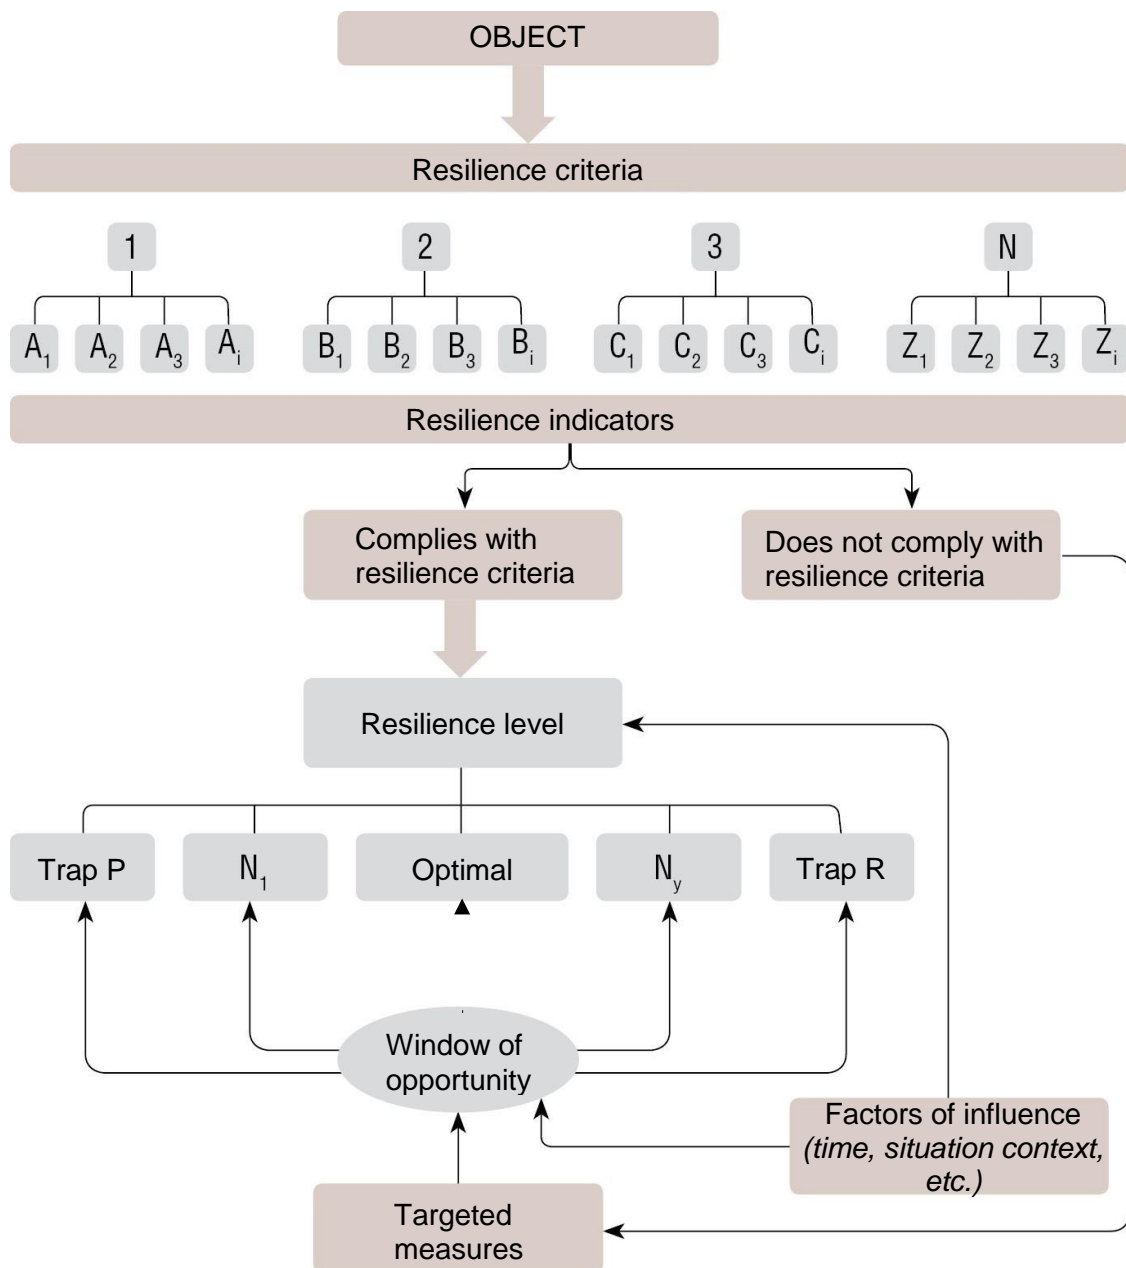 OBJECT
Resilience criteria
1 2 3 N
A₁ A₂ A₃ Aᵢ B₁ B₂ B₃ Bᵢ C₁ C₂ C₃ Cᵢ Z₁ Z₂ Z₃ Zᵢ
Resilience indicators
Complies with
resilience criteria
Does not comply with
resilience criteria
Resilience level
Trap P N₁ Optimal Nᵧ Trap R
Window of
opportunity
Factors of influence
(time, situation context,
etc.)
Targeted
measures